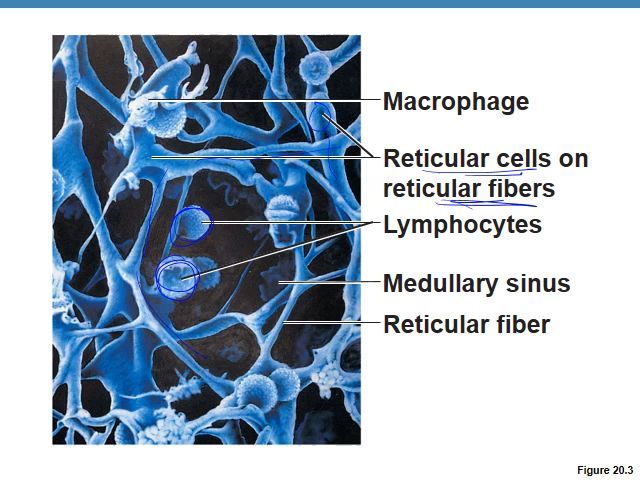 Macrophage
Reticular cells on
reticular fibers
Lymphocytes
Medullary sinus
Reticular fiber
Figure 20.3